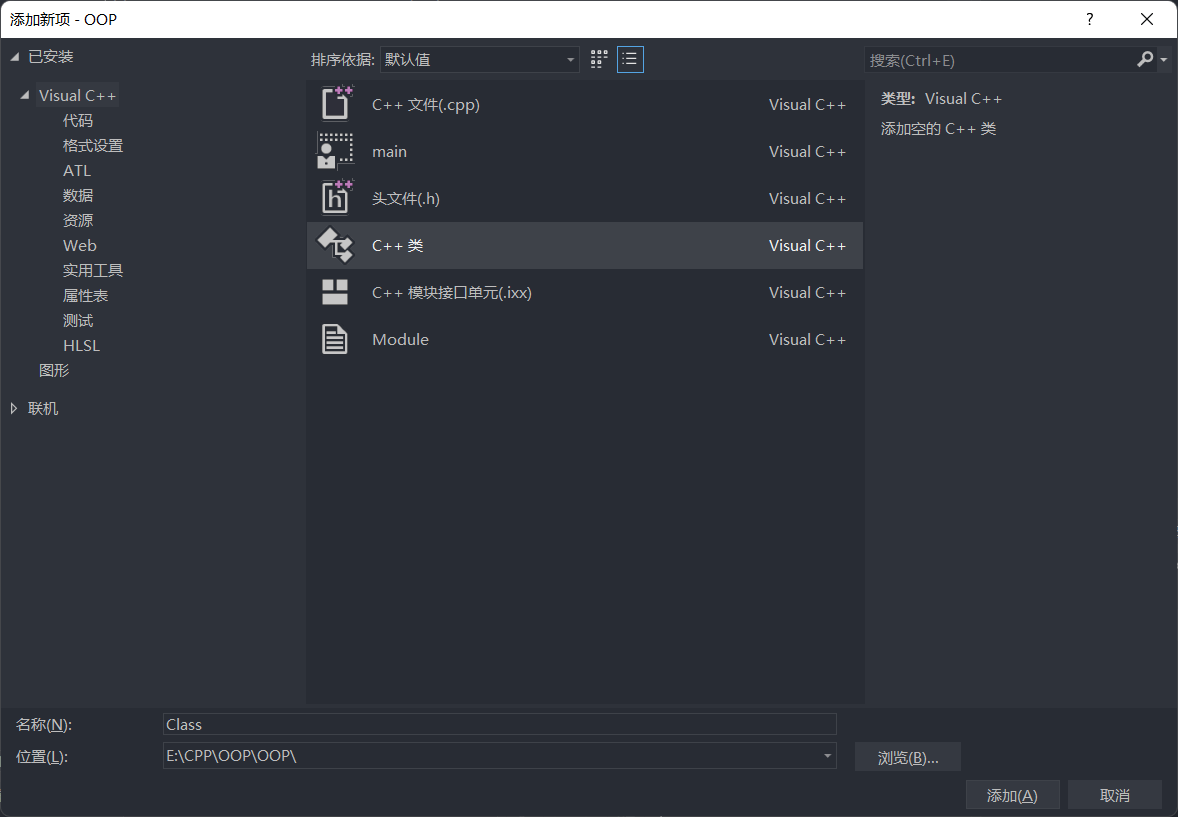 添加新项 - OOP
?
已安装
Visual C++
代码
格式设置
ATL
数据
资源
Web
实用工具
属性表
测试
HLSL
图形
联机
排序依据: 默认值
C++ 文件(.cpp) Visual C++
main Visual C++
头文件(.h) Visual C++
C++ 类 Visual C++
C++ 模块接口单元(.ixx) Visual C++
Module Visual C++
搜索(Ctrl+E)
类型: Visual C++
添加空的 C++ 类
名称(N): Class
位置(L): E:\CPP\OOP\OOP\
浏览(B)...
添加(A) 取消